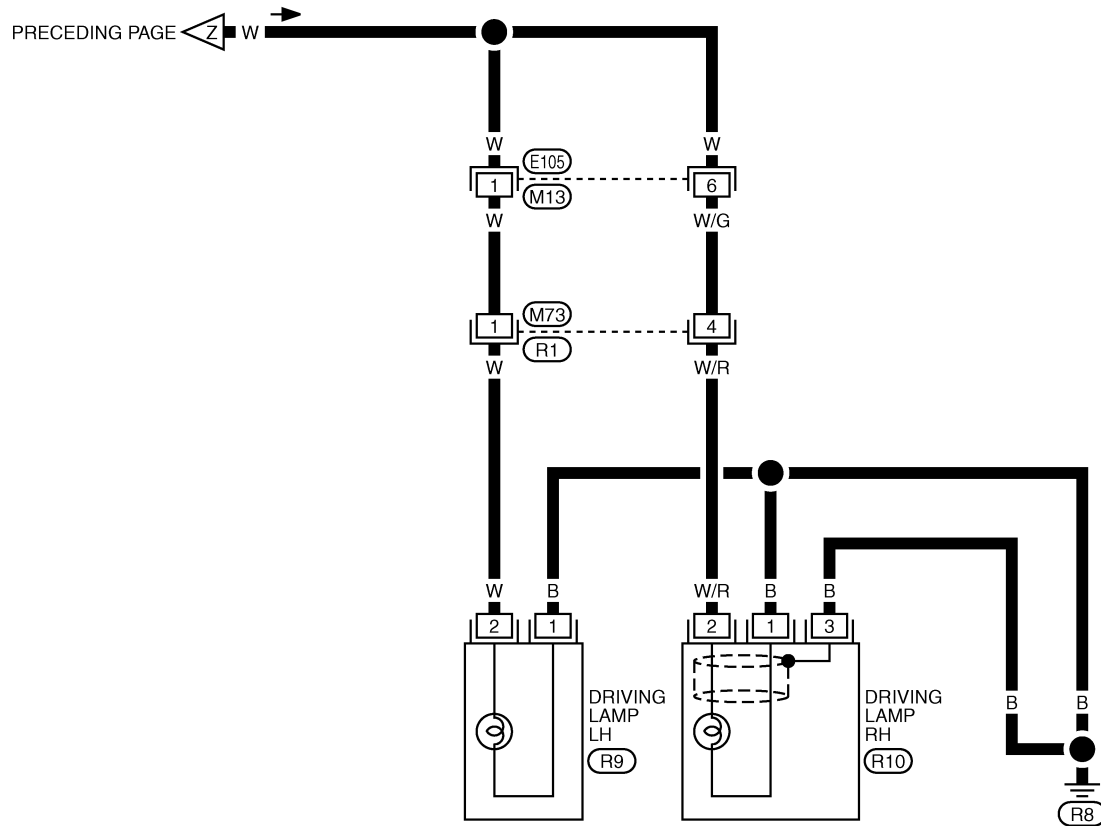 PRECEDING PAGE Z W
W W
E105
1 6
M13
W W/G
M73
1 4
R1
W W/R
W B W/R B B
2 1 2 1 3
DRIVING
LAMP
LH
R9
DRIVING
LAMP
RH
R10
B B
R8